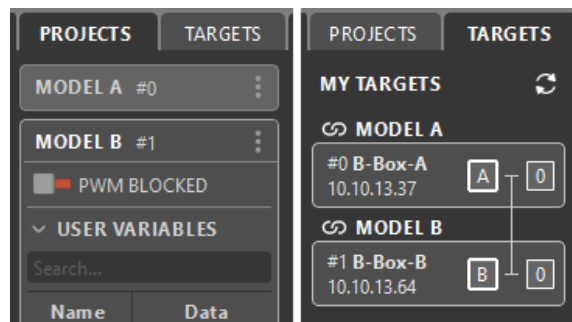 PROJECTS TARGETS
MODEL A #0
MODEL B #1
PWM BLOCKED
USER VARIABLES
Search...
Name Data
PROJECTS TARGETS
MY TARGETS
MODEL A
#0 B-Box-A
10.10.13.37
A 0
MODEL B
#1 B-Box-B
10.10.13.64
B 0